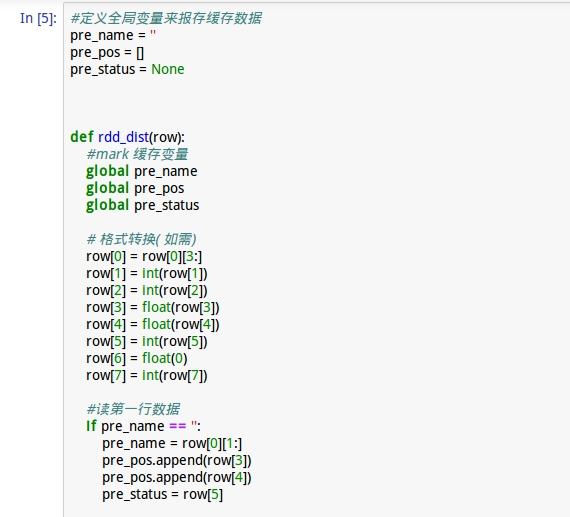 In [5]:
#定义全局变量来报存缓存数据
pre_name = ''
pre_pos = []
pre_status = None
def rdd_dist(row):
#mark 缓存变量
global pre_name
global pre_pos
global pre_status
# 格式转换( 如需)
row[0] = row[0][3:]
row[1] = int(row[1])
row[2] = int(row[2])
row[3] = float(row[3])
row[4] = float(row[4])
row[5] = int(row[5])
row[6] = float(0)
row[7] = int(row[7])
#读第一行数据
if pre_name == '':
pre_name = row[0][1:]
pre_pos.append(row[3])
pre_pos.append(row[4])
pre_status = row[5]